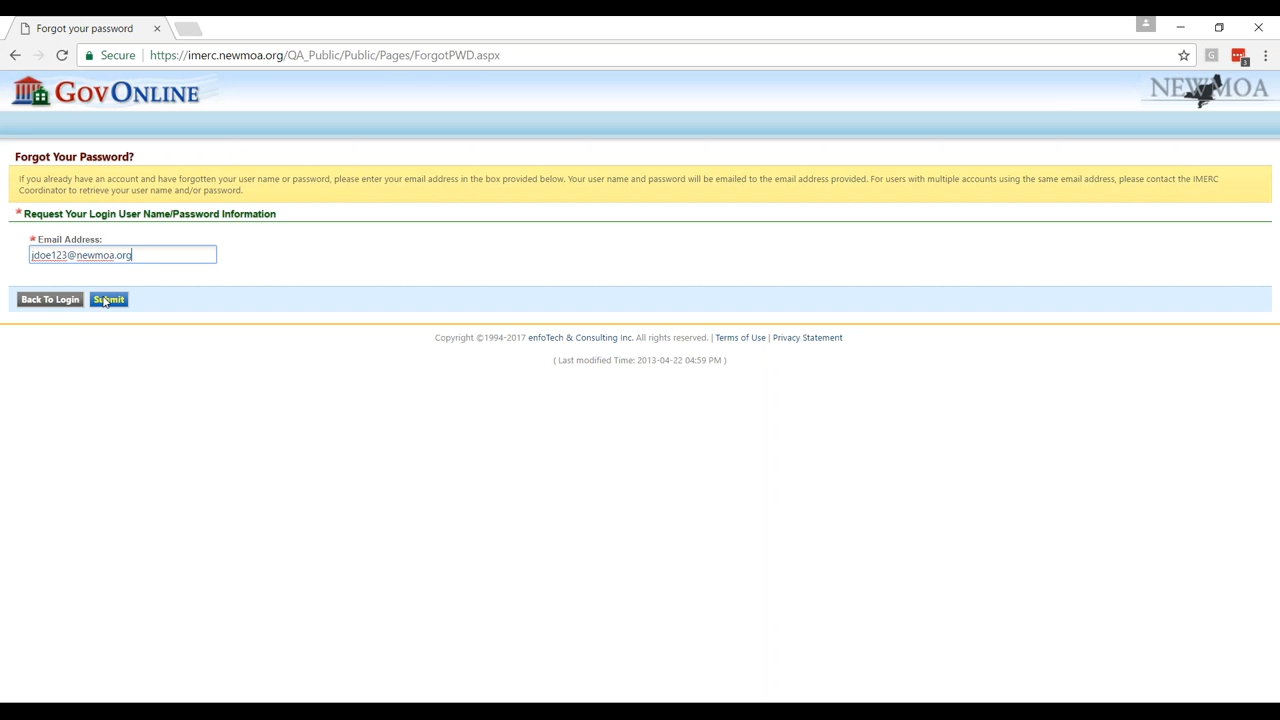 Forgot your password
Secure https://imerc.newmoa.org/QA_Public/Public/Pages/ForgotPWD.aspx
G
3
GOVONLINE
NEWMOA
Forgot Your Password?
If you already have an account and have forgotten your user name or password, please enter your email address in the box provided below. Your user name and password will be emailed to the email address provided. For users with multiple accounts using the same email address, please contact the IMERC
Coordinator to retrieve your user name and/or password.
* Request Your Login User Name/Password Information
* Email Address:
jdoe123@newmoa.org
Back To Login Submit
Copyright ©1994-2017 enfoTech & Consulting Inc. All rights reserved. | Terms of Use | Privacy Statement
( Last modified Time: 2013-04-22 04:59 PM )